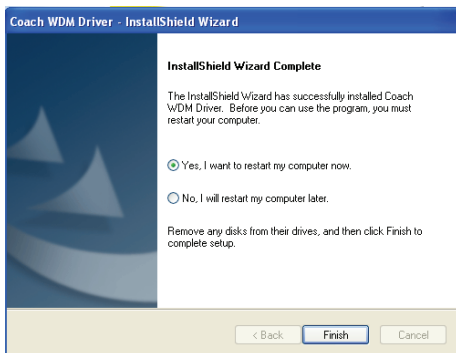 Coach WDM Driver - InstallShield Wizard
InstallShield Wizard Complete
The InstallShield Wizard has successfully installed Coach
WDM Driver. Before you can use the program, you must
restart your computer.
Yes, I want to restart my computer now.
No, I will restart my computer later.
Remove any disks from their drives, and then click Finish to
complete setup.
< Back
Finish
Cancel